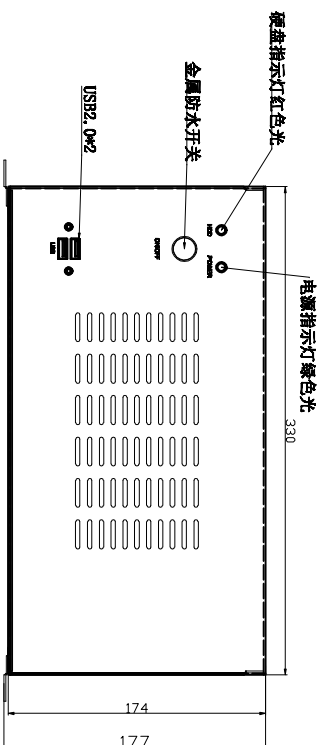 硬盘指示灯红色光
金属防水开关
USB2.0*2
电源指示灯绿色光
HDD
POWER
ON/OFF
USB
330
174
177